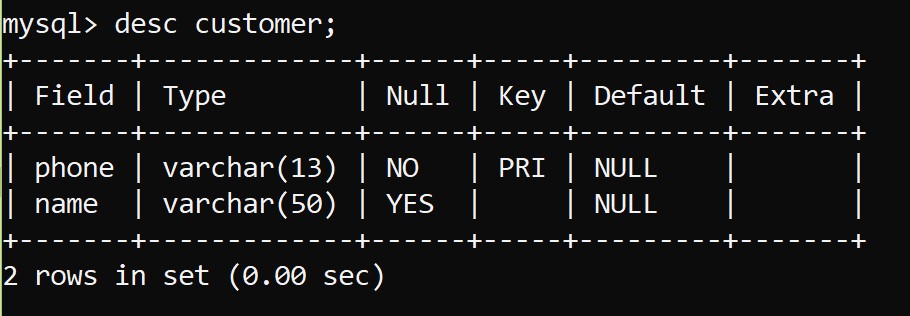 mysql> desc customer;
+-------+-------------+------+-----+---------+-------+
| Field | Type        | Null | Key | Default | Extra |
+-------+-------------+------+-----+---------+-------+
| phone | varchar(13) | NO   | PRI | NULL    |       |
| name  | varchar(50) | YES  |     | NULL    |       |
+-------+-------------+------+-----+---------+-------+
2 rows in set (0.00 sec)